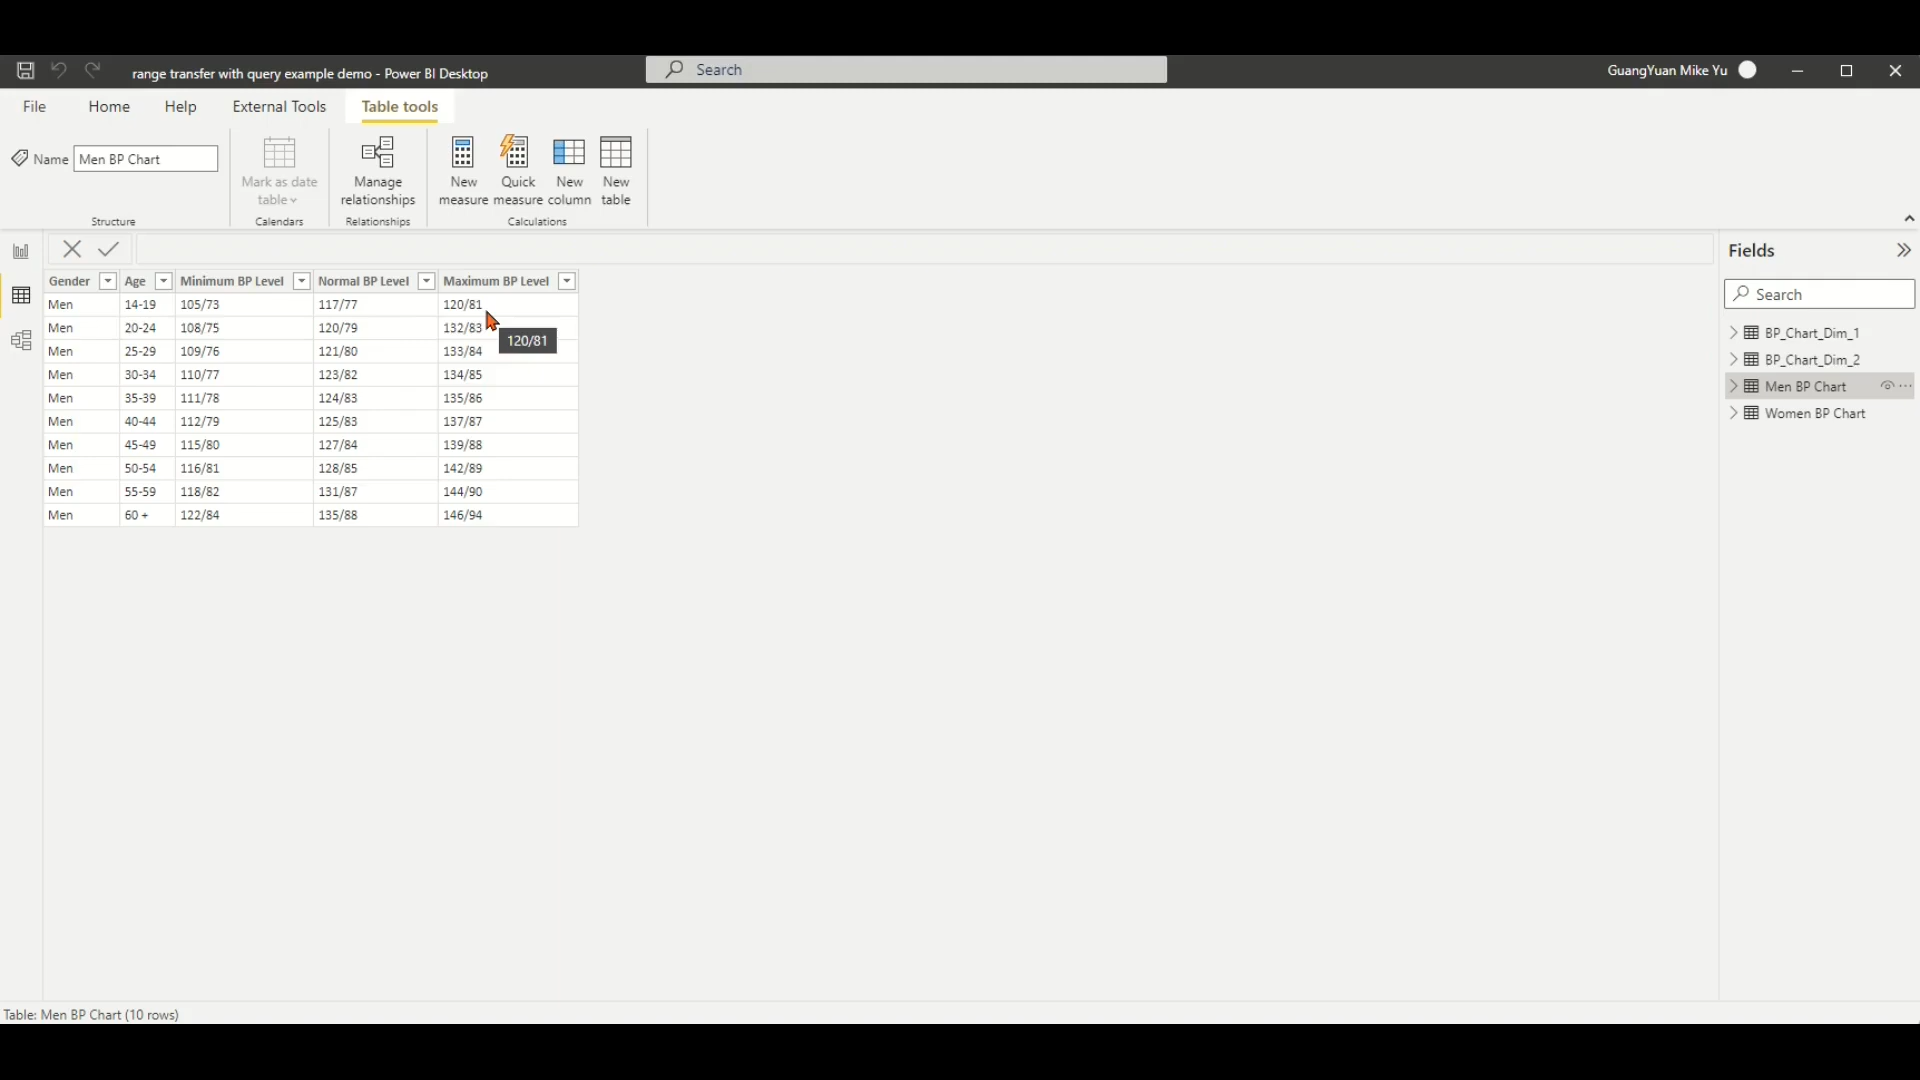 range transfer with query example demo - Power BI Desktop
Search
GuangYuan Mike Yu
File Home Help External Tools Table tools
Name Men BP Chart
Mark as date table
Manage relationships
New measure
Quick measure
New column
New table
Structure Calendars Relationships Calculations
Gender Age Minimum BP Level Normal BP Level Maximum BP Level
Men 14-19 105/73 117/77 120/81
Men 20-24 108/75 120/79 132/83
120/81
Men 25-29 109/76 121/80 133/84
Men 30-34 110/77 123/82 134/85
Men 35-39 111/78 124/83 135/86
Men 40-44 112/79 125/83 137/87
Men 45-49 115/80 127/84 139/88
Men 50-54 116/81 128/85 142/89
Men 55-59 118/82 131/87 144/90
Men 60 + 122/84 135/88 146/94
Fields
Search
BP_Chart_Dim_1
BP_Chart_Dim_2
Men BP Chart
Women BP Chart
Table: Men BP Chart (10 rows)